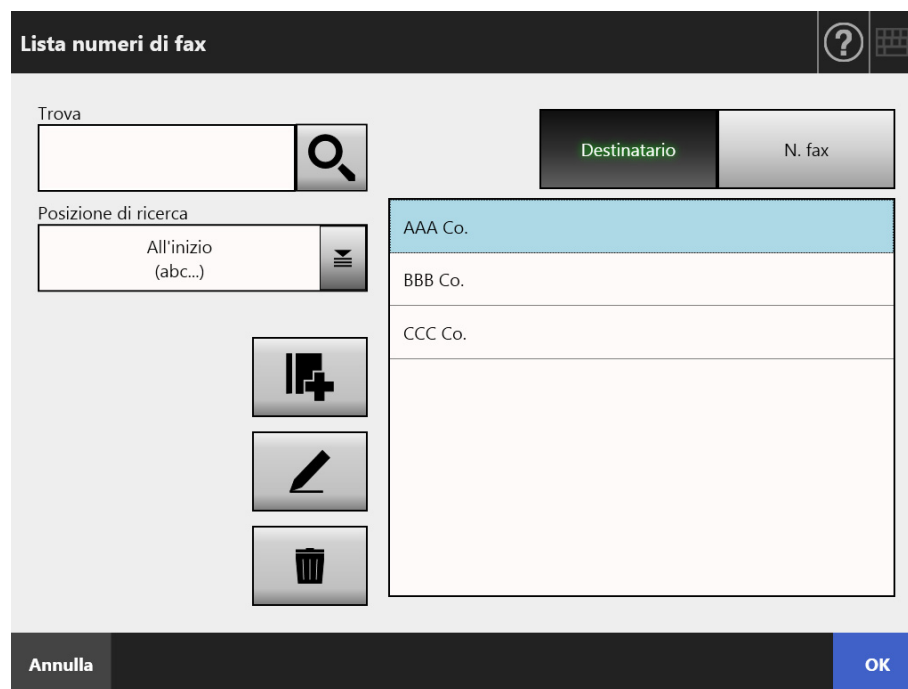 Lista numeri di fax
Trova
Destinatario
N. fax
Posizione di ricerca
All'inizio
(abc...)
AAA Co.
BBB Co.
CCC Co.
Annulla
OK